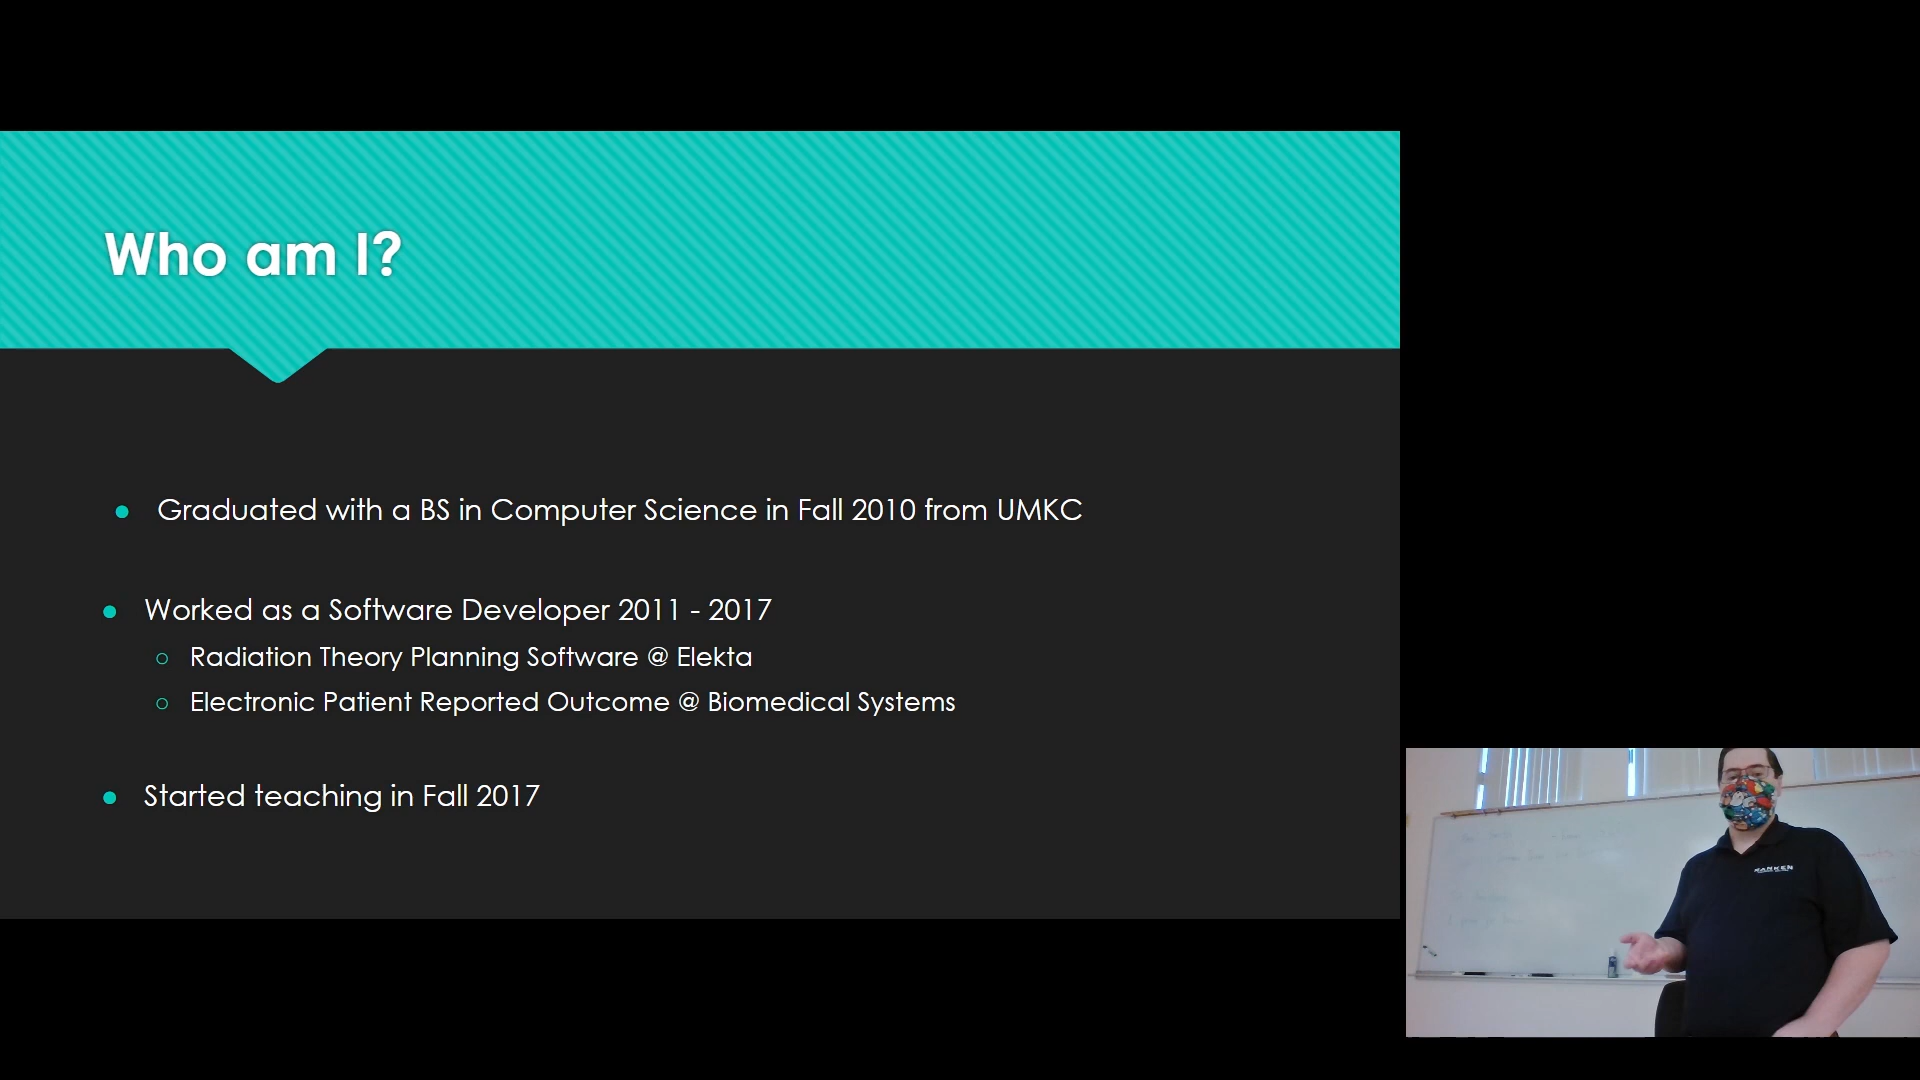 Who am I?
Graduated with a BS in Computer Science in Fall 2010 from UMKC
Worked as a Software Developer 2011 - 2017
Radiation Theory Planning Software @ Elekta
Electronic Patient Reported Outcome @ Biomedical Systems
Started teaching in Fall 2017
RANKEN